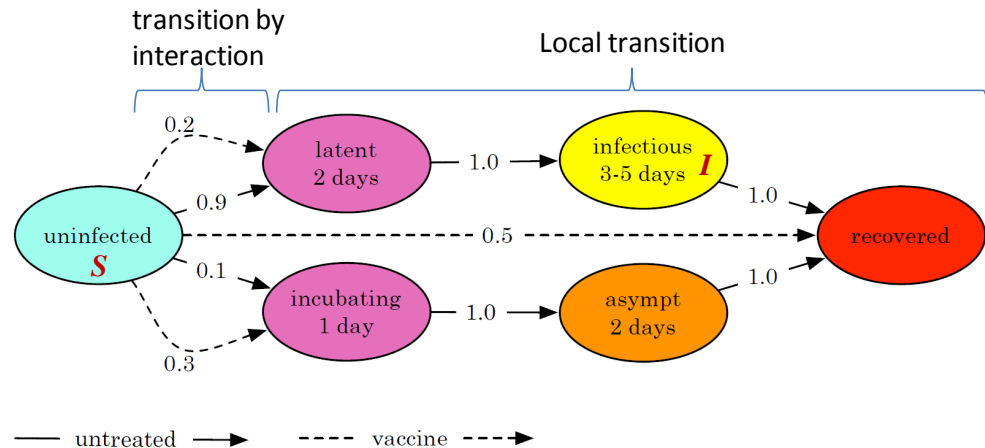 transition by
interaction
Local transition
0.2
latent
2 days
1.0
infectious
3-5 days I
0.9
1.0
uninfected
S
0.5
recovered
0.1
incubating
1 day
1.0
asympt
2 days
1.0
0.3
untreated
vaccine